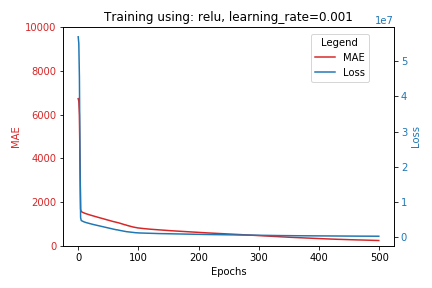 Training using: relu, learning_rate=0.001
1e7
10000
8000
6000
4000
2000
0
MAE
Legend
MAE
Loss
5
4
3
2
1
0
Loss
0
100
200
300
400
500
Epochs